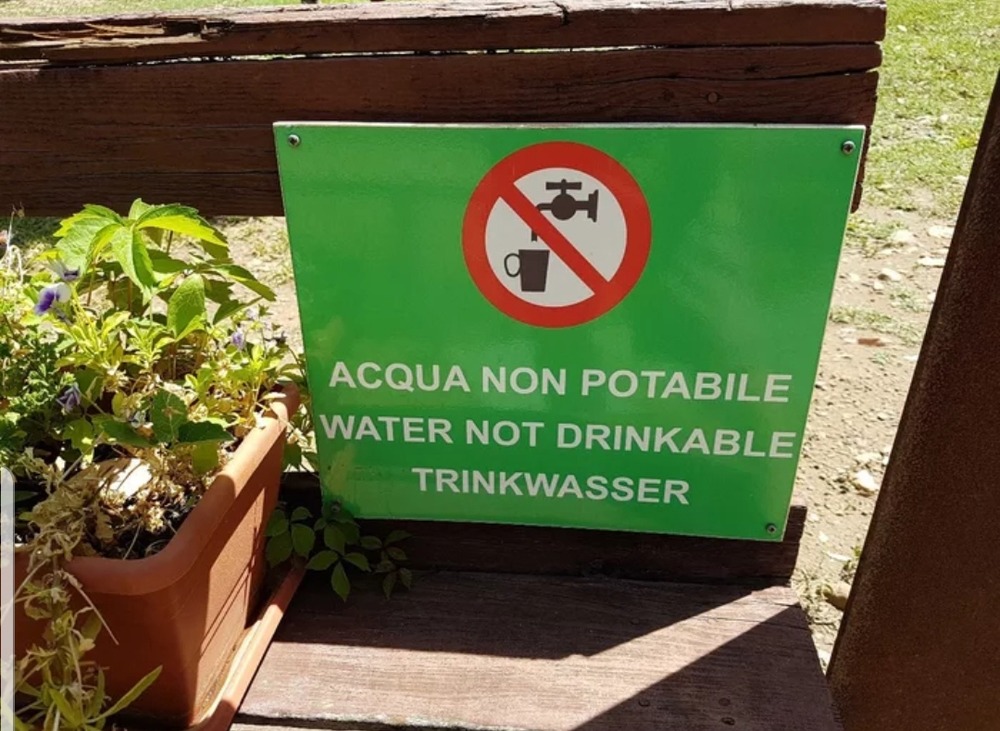 ACQUA NON POTABILE
WATER NOT DRINKABLE
TRINKWASSER